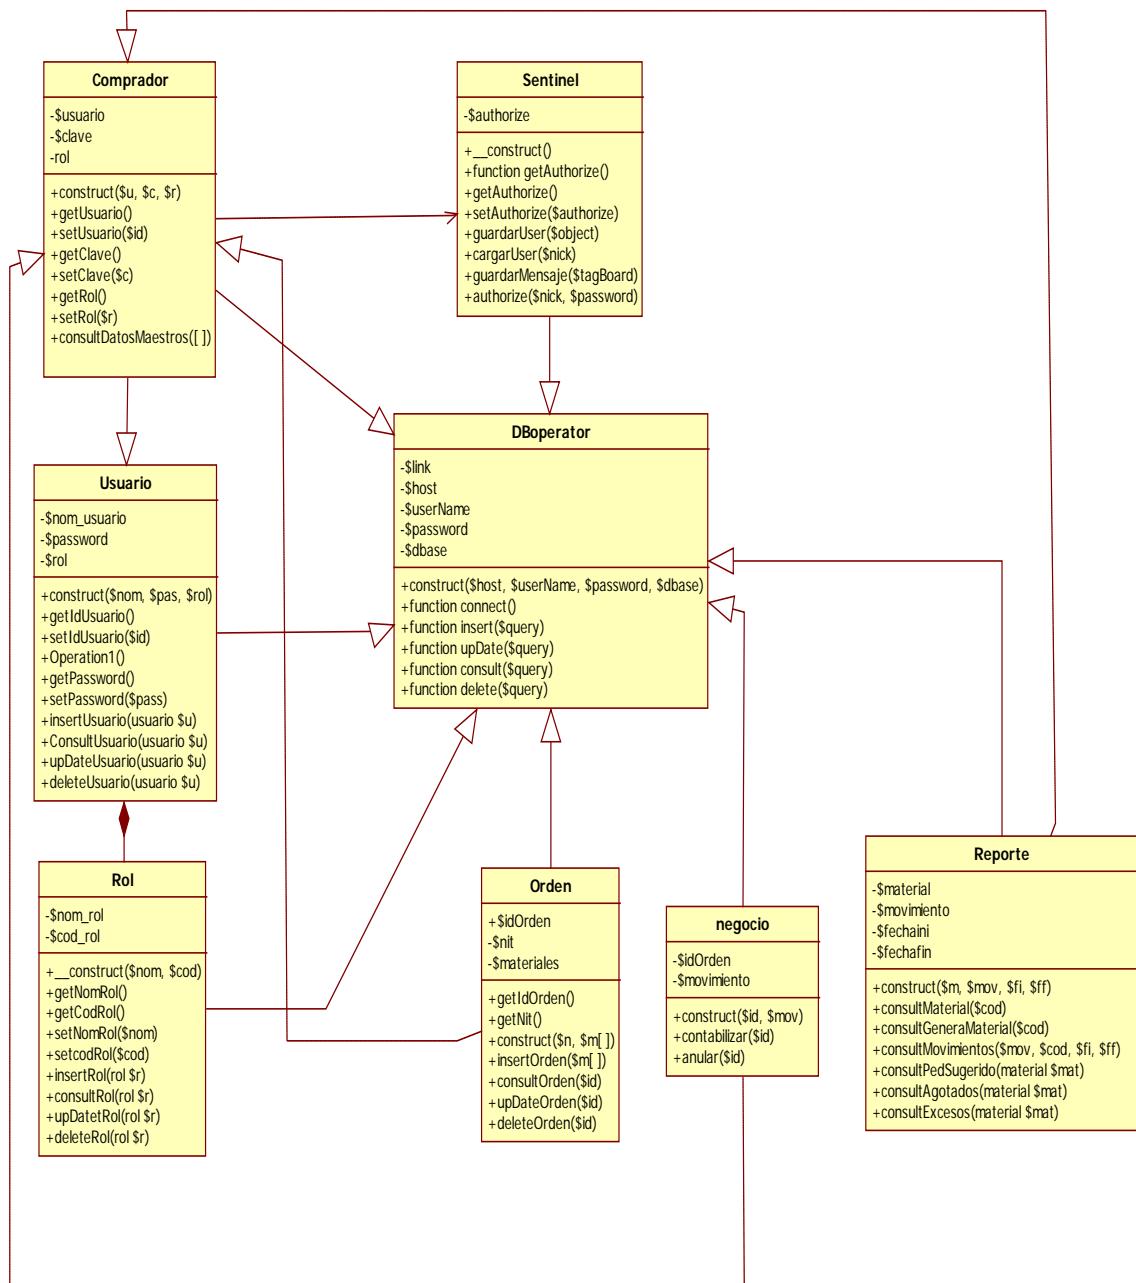 Comprador
-$usuario
-$clave
-rol
+construct($u, $c, $r)
+getUsuario()
+setUsuario($id)
+getClave()
+setClave($c)
+getRol()
+setRol($r)
+consultDatosMaestros([ ])
Sentinel
-$authorize
+__construct()
+function getAuthorize()
+getAuthorize()
+setAuthorize($authorize)
+guardarUser($object)
+cargarUser($nick)
+guardarMensaje($tagBoard)
+authorize($nick, $password)
Usuario
-$nom_usuario
-$password
-$rol
+construct($nom, $pas, $rol)
+getIdUsuario()
+setIdUsuario($id)
+Operation1()
+getPassword()
+setPassword($pass)
+insertUsuario(usuario $u)
+ConsultUsuario(usuario $u)
+upDateUsuario(usuario $u)
+deleteUsuario(usuario $u)
DBoperator
-$link
-$host
-$userName
-$password
-$dbase
+construct($host, $userName, $password, $dbase)
+function connect()
+function insert($query)
+function upDate($query)
+function consult($query)
+function delete($query)
Rol
-$nom_rol
-$cod_rol
+__construct($nom, $cod)
+getNomRol()
+getCodRol()
+setNomRol($nom)
+setcodRol($cod)
+insertRol(rol $r)
+consultRol(rol $r)
+upDatetRol(rol $r)
+deleteRol(rol $r)
Orden
+$idOrden
-$nit
-$materiales
+getIdOrden()
+getNit()
+construct($n, $m[ ])
+insertOrden($m[ ])
+consultOrden($id)
+upDateOrden($id)
+deleteOrden($id)
negocio
-$idOrden
-$movimiento
+construct($id, $mov)
+contabilizar($id)
+anular($id)
Reporte
-$material
-$movimiento
-$fechaini
-$fechafin
+construct($m, $mov, $fi, $ff)
+consultMaterial($cod)
+consultGeneraMaterial($cod)
+consultMovimientos($mov, $cod, $fi, $ff)
+consultPedSugerido(material $mat)
+consultAgotados(material $mat)
+consultExcesos(material $mat)